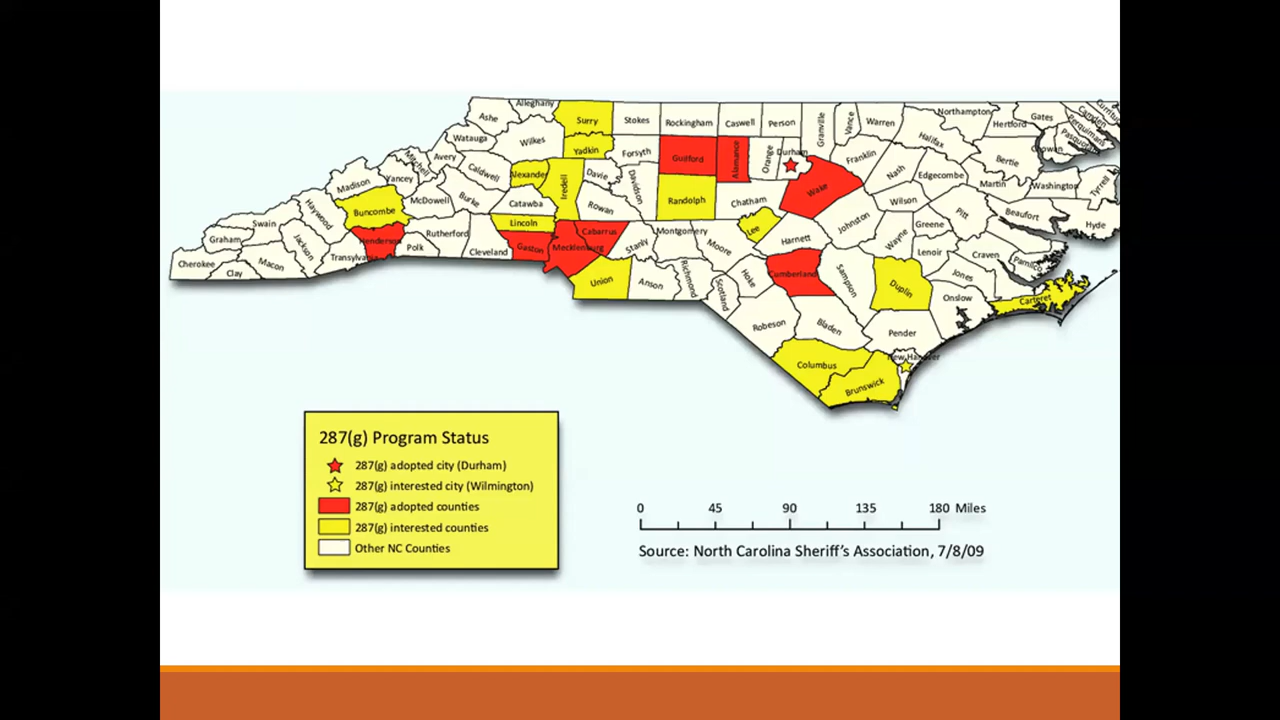 Alleghany
Ashe
Surry
Stokes
Rockingham
Caswell
Person
Granville
Vance
Warren
Northampton
Gates
Hertford
Camden
Perquimans
Watauga
Wilkes
Yadkin
Forsyth
Guilford
Alamance
Orange
Durham
Franklin
Halifax
Bertie
Chowan
Mitchell
Avery
Caldwell
Alexander
Iredell
Davie
Davidson
Randolph
Chatham
Wake
Nash
Edgecombe
Martin
Washington
Tyrrell
Madison
Yancey
McDowell
Burke
Catawba
Rowan
Wilson
Pitt
Beaufort
Hyde
Haywood
Buncombe
Rutherford
Lincoln
Cabarrus
Montgomery
Moore
Lee
Harnett
Johnston
Wayne
Greene
Swain
Graham
Jackson
Henderson
Polk
Cleveland
Gaston
Mecklenburg
Stanly
Lenoir
Craven
Pamlico
Cherokee
Clay
Macon
Transylvania
Union
Anson
Richmond
Scotland
Hoke
Cumberland
Sampson
Duplin
Jones
Onslow
Carteret
Robeson
Bladen
Pender
New Hanover
Columbus
Brunswick
287(g) Program Status
287(g) adopted city (Durham)
287(g) interested city (Wilmington)
287(g) adopted counties
287(g) interested counties
Other NC Counties
0 45 90 135 180 Miles
Source: North Carolina Sheriff's Association, 7/8/09